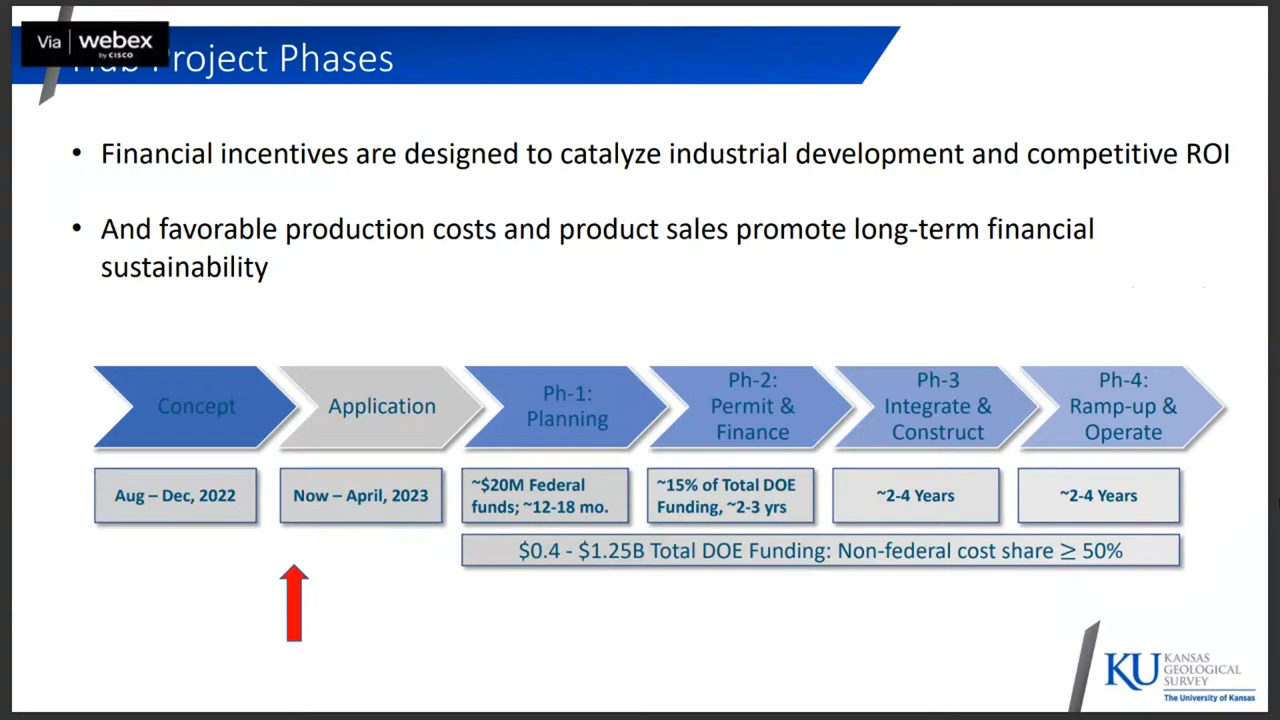 Via webex
by CISCO
Hub Project Phases
• Financial incentives are designed to catalyze industrial development and competitive ROI
• And favorable production costs and product sales promote long-term financial
sustainability
Concept
Application
Ph-1:
Planning
Ph-2:
Permit &
Finance
Ph-3
Integrate &
Construct
Ph-4:
Ramp-up &
Operate
Aug – Dec, 2022
Now – April, 2023
~$20M Federal
funds; ~12-18 mo.
~15% of Total DOE
Funding, ~2-3 yrs
~2-4 Years
~2-4 Years
$0.4 - $1.25B Total DOE Funding: Non-federal cost share ≥ 50%
KU KANSAS
GEOLOGICAL
SURVEY
The University of Kansas